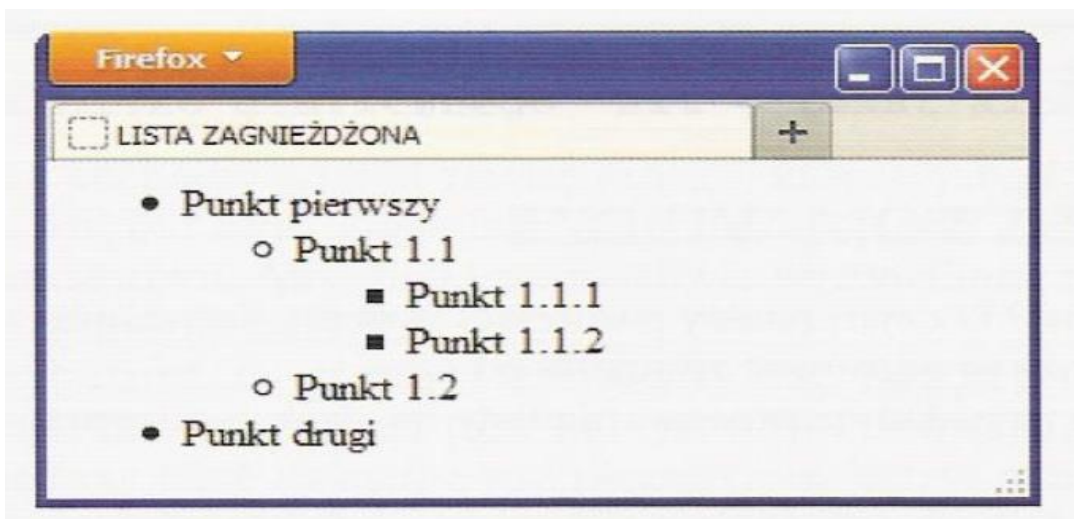 Firefox
LISTA ZAGNIEŻDŻONA
Punkt pierwszy
Punkt 1.1
Punkt 1.1.1
Punkt 1.1.2
Punkt 1.2
Punkt drugi